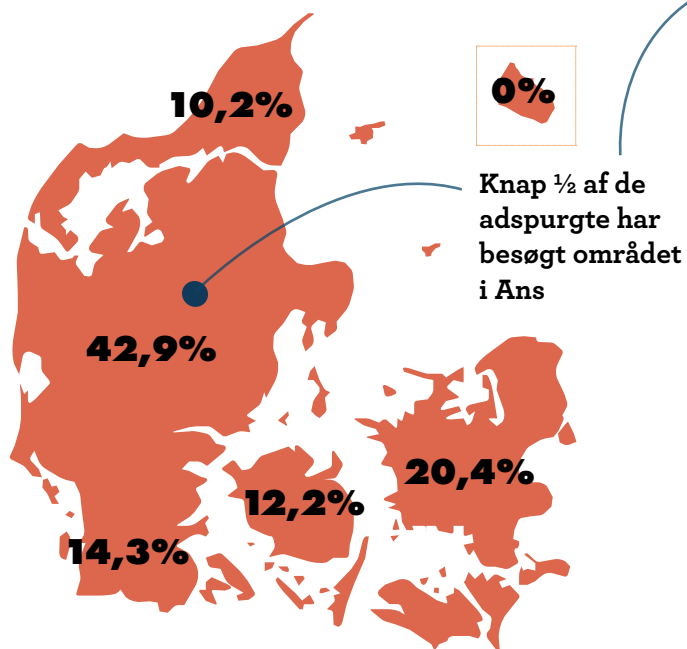 10,2%
0%
Knap ½ af de
adspurgte har
besøgt området
i Ans
42,9%
20,4%
12,2%
14,3%